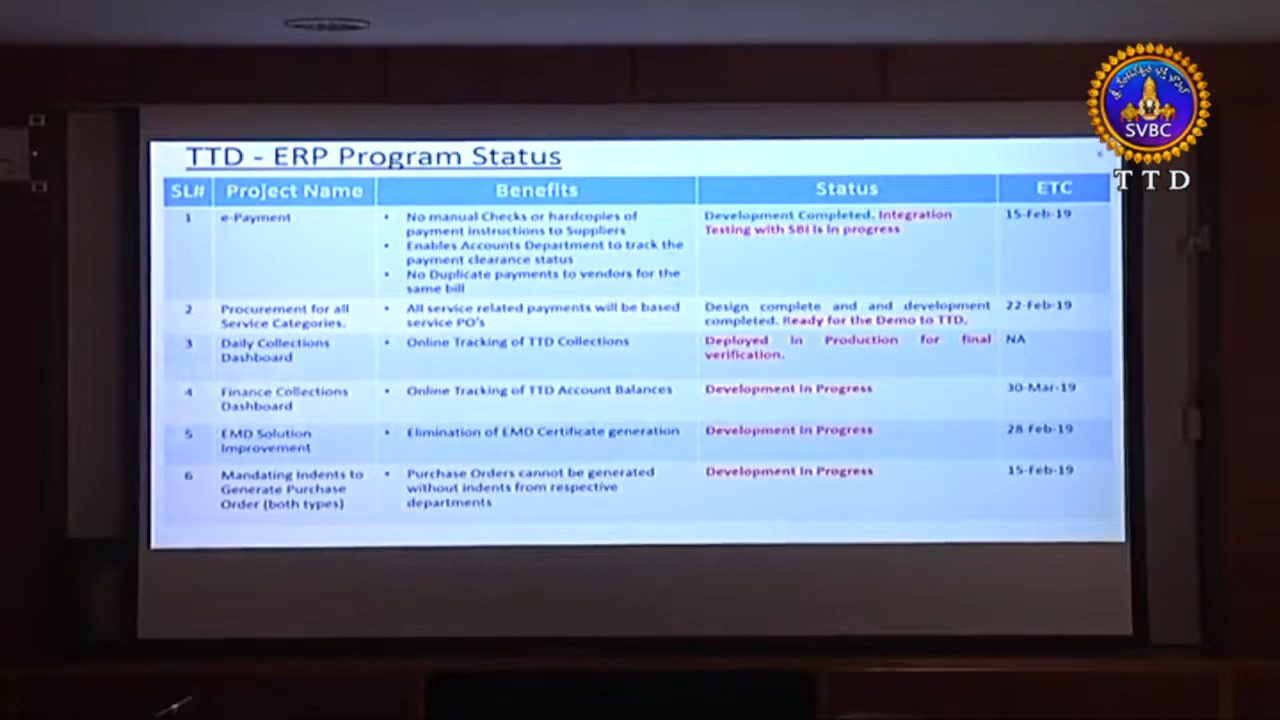 TTD - ERP Program Status
SL# Project Name Benefits Status ETC
1 e-Payment • No manual Checks or hardcopies of Development Completed. Integration 15-Feb-19
payment instructions to Suppliers Testing with SBI is in progress
• Enables Accounts Department to track the
payment clearance status
• No Duplicate payments to vendors for the
same bill
2 Procurement for all • All service related payments will be based Design complete and and development 22-Feb-19
Service Categories. service PO's completed. Ready for the Demo to TTD.
3 Daily Collections • Online Tracking of TTD Collections Deployed in Production for final NA
Dashboard verification.
4 Finance Collections • Online Tracking of TTD Account Balances Development In Progress 30-Mar-19
Dashboard
5 EMD Solution • Elimination of EMD Certificate generation Development In Progress 28-Feb-19
Improvement
6 Mandating Indents to • Purchase Orders cannot be generated Development In Progress 15-Feb-19
Generate Purchase without indents from respective
Order (both types) departments
SVBC
TTD